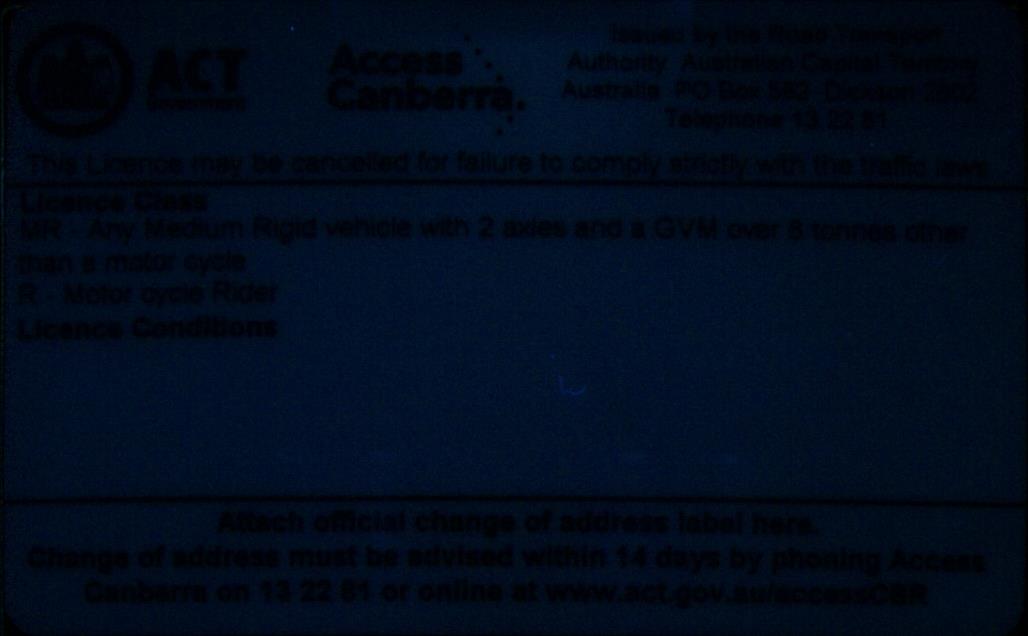 ACT
Government
Access
Canberra.
Issued by the Road Transport
Authority Australian Capital Territory
Australia PO Box 582 Dickson 2602
Telephone 13 22 81
This Licence may be cancelled for failure to comply strictly with the traffic laws
Licence Class
MR - Any Medium Rigid vehicle with 2 axles and a GVM over 8 tonnes other
than a motor cycle
R - Motor cycle Rider
Licence Conditions
Attach official change of address label here.
Change of address must be advised within 14 days by phoning Access
Canberra on 13 22 81 or online at www.act.gov.au/accessCBR